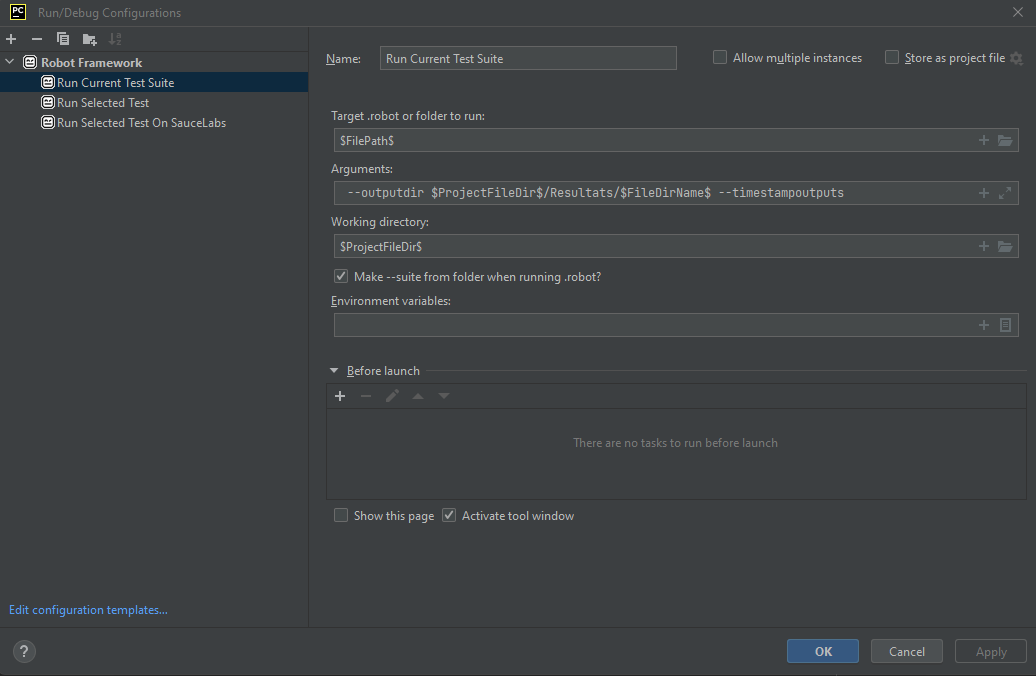 PC Run/Debug Configurations
Robot Framework
Run Current Test Suite
Run Selected Test
Run Selected Test On SauceLabs
Edit configuration templates...
Name: Run Current Test Suite Allow multiple instances Store as project file
Target .robot or folder to run:
$FilePath$
Arguments:
--outputdir $ProjectFileDir$/Resultats/$FileDirName$ --timestampoutputs
Working directory:
$ProjectFileDir$
Make --suite from folder when running .robot?
Environment variables:
Before launch
There are no tasks to run before launch
Show this page Activate tool window
? OK Cancel Apply